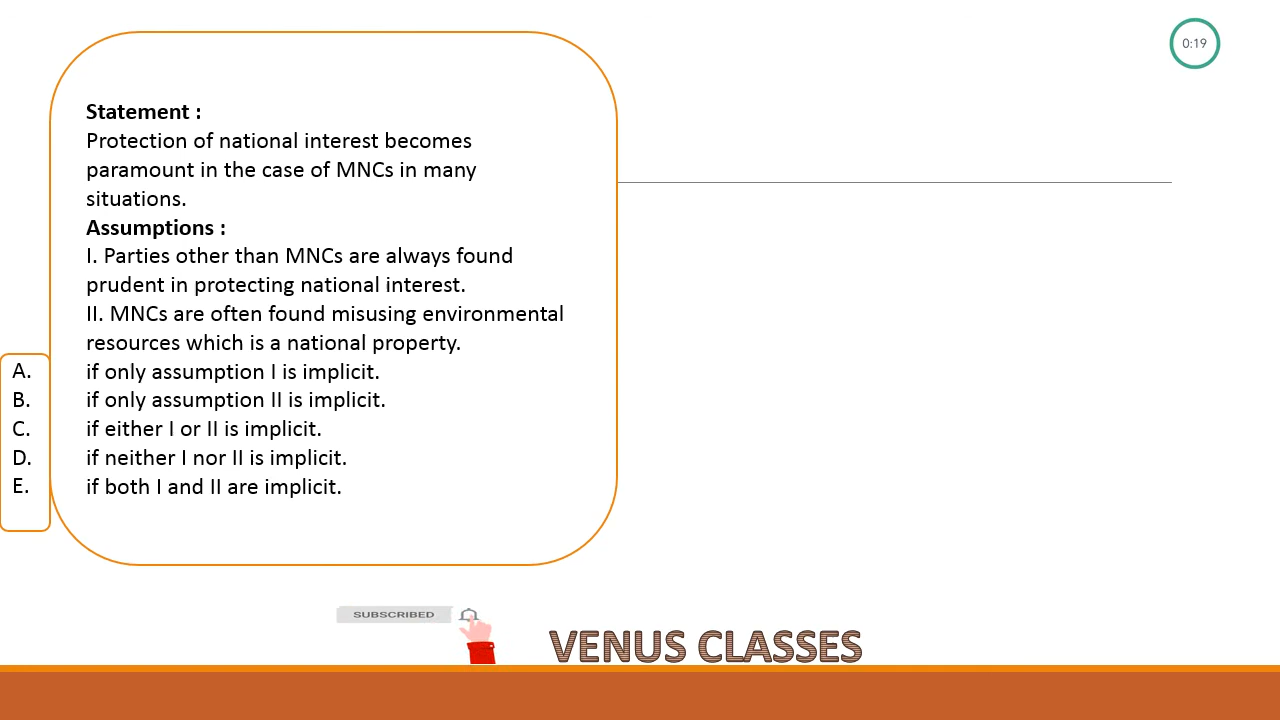 0:19
Statement :
Protection of national interest becomes
paramount in the case of MNCs in many
situations.
Assumptions :
I. Parties other than MNCs are always found
prudent in protecting national interest.
II. MNCs are often found misusing environmental
resources which is a national property.
A. if only assumption I is implicit.
B. if only assumption II is implicit.
C. if either I or II is implicit.
D. if neither I nor II is implicit.
E. if both I and II are implicit.
SUBSCRIBED
VENUS CLASSES